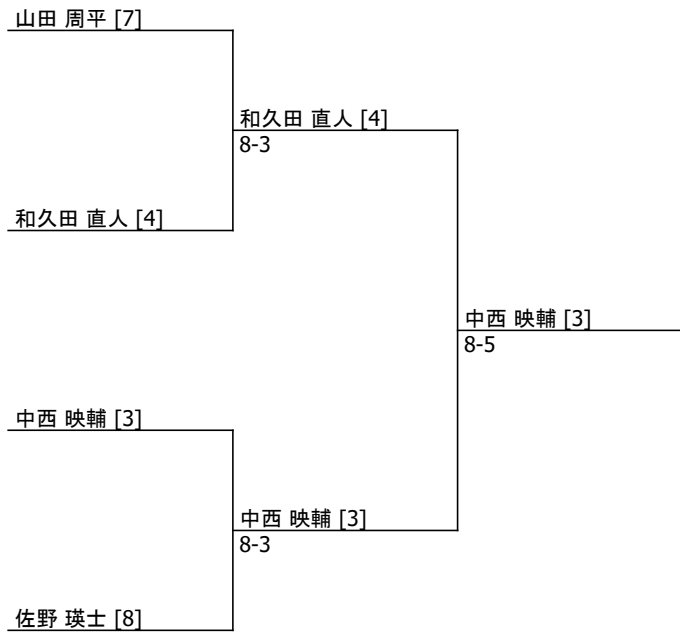 山田 周平 [7]
和久田 直人 [4]
8-3
和久田 直人 [4]
中西 映輔 [3]
8-5
中西 映輔 [3]
中西 映輔 [3]
8-3
佐野 瑛士 [8]